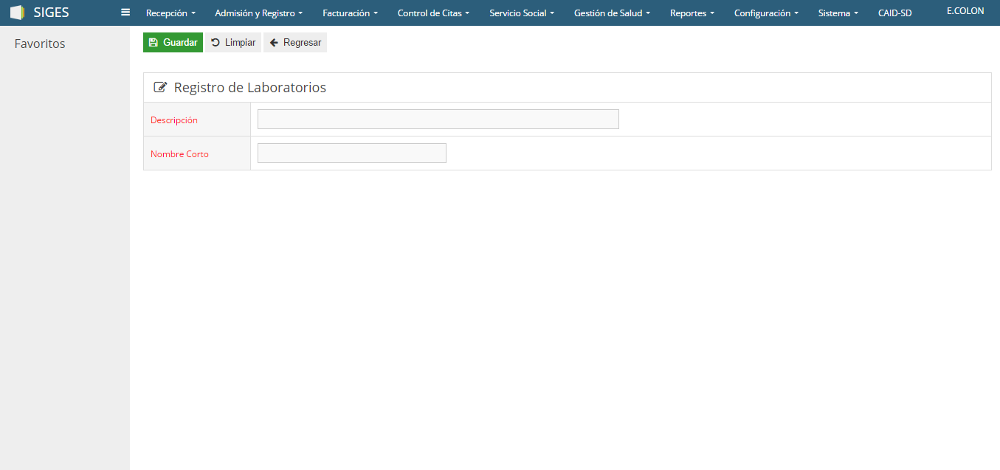 SIGES
Recepción
Admisión y Registro
Facturación
Control de Citas
Servicio Social
Gestión de Salud
Reportes
Configuración
Sistema
CAID-SD
E.COLON
Favoritos
Guardar
Limpiar
Regresar
Registro de Laboratorios
Descripción
Nombre Corto